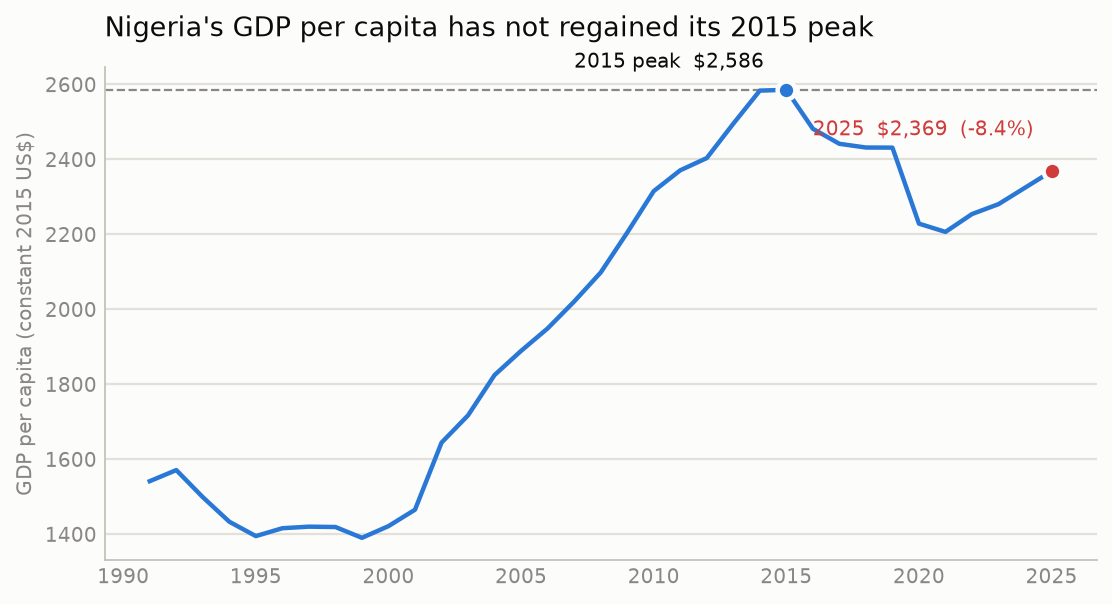 Nigeria's GDP per capita has not regained its 2015 peak
2015 peak $2,586
2025 $2,369 (-8.4%)
GDP per capita (constant 2015 US$)
2600
2400
2200
2000
1800
1600
1400
1990 1995 2000 2005 2010 2015 2020 2025